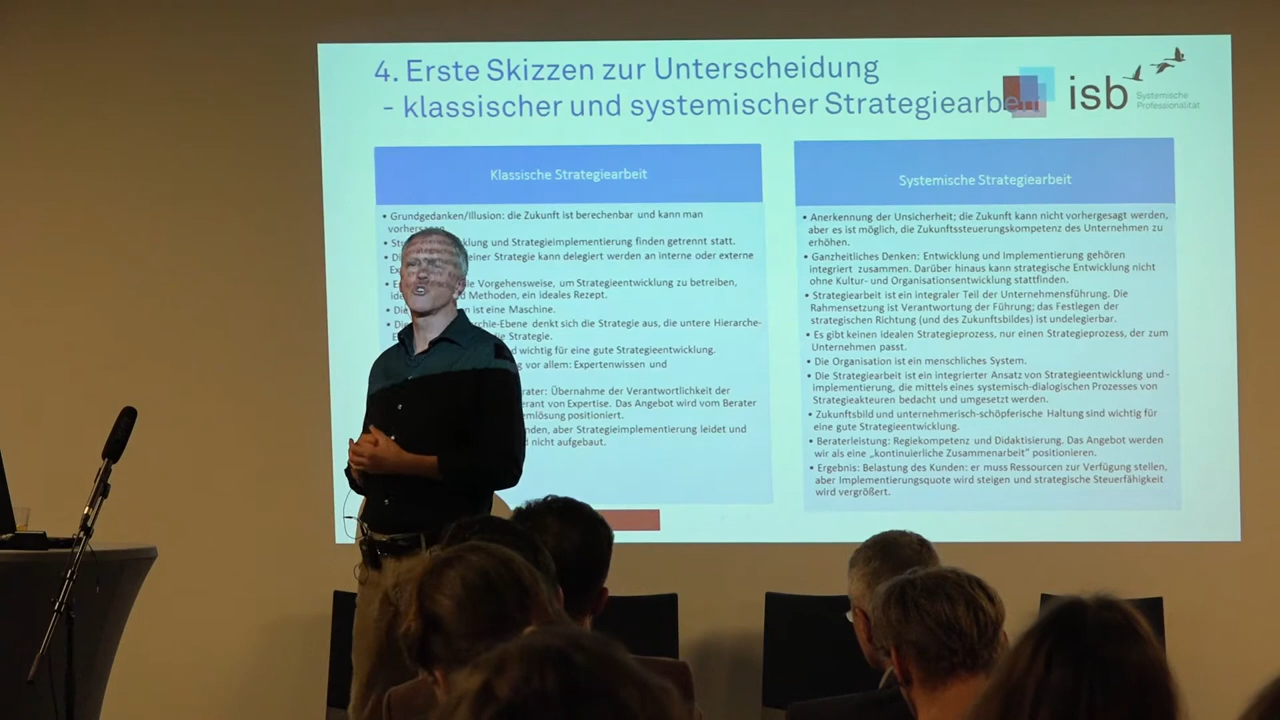 4. Erste Skizzen zur Unterscheidung
- klassischer und systemischer Strategiearbeit
isb
Systemische
Professionalität
Klassische Strategiearbeit
• Grundgedanken/Illusion: die Zukunft ist berechenbar und kann man
vorhersagen.
klung und Strategieimplementierung finden getrennt statt.
einer Strategie kann delegiert werden an interne oder externe
le Vorgehensweise, um Strategieentwicklung zu betreiben,
d Methoden, ein ideales Rezept.
n ist eine Maschine.
rchie-Ebene denkt sich die Strategie aus, die untere Hierarche-
die Strategie.
d wichtig für eine gute Strategieentwicklung.
g vor allem: Expertenwissen und
rater: Übernahme der Verantwortlichkeit der
erant von Expertise. Das Angebot wird vom Berater
emlösung positioniert.
nden, aber Strategieimplementierung leidet und
d nicht aufgebaut.
Systemische Strategiearbeit
• Anerkennung der Unsicherheit; die Zukunft kann nicht vorhergesagt werden,
aber es ist möglich, die Zukunftssteuerungskompetenz des Unternehmen zu
erhöhen.
• Ganzheitliches Denken: Entwicklung und Implementierung gehören
integriert zusammen. Darüber hinaus kann strategische Entwicklung nicht
ohne Kultur- und Organisationsentwicklung stattfinden.
• Strategiearbeit ist ein integraler Teil der Unternehmensführung. Die
Rahmensetzung ist Verantwortung der Führung; das Festlegen der
strategischen Richtung (und des Zukunftsbildes) ist undelegierbar.
• Es gibt keinen idealen Strategieprozess, nur einen Strategieprozess, der zum
Unternehmen passt.
• Die Organisation ist ein menschliches System.
• Die Strategiearbeit ist ein integrierter Ansatz von Strategieentwicklung und -
implementierung, die mittels eines systemisch-dialogischen Prozesses von
Strategieakteuren bedacht und umgesetzt werden.
• Zukunftsbild und unternehmerisch-schöpferische Haltung sind wichtig für
eine gute Strategieentwicklung.
• Beraterleistung: Regiekompetenz und Didaktisierung. Das Angebot werden
wir als eine „kontinuierliche Zusammenarbeit" positionieren.
• Ergebnis: Belastung des Kunden: er muss Ressourcen zur Verfügung stellen,
aber Implementierungsquote wird steigen und strategische Steuerfähigkeit
wird vergrößert.